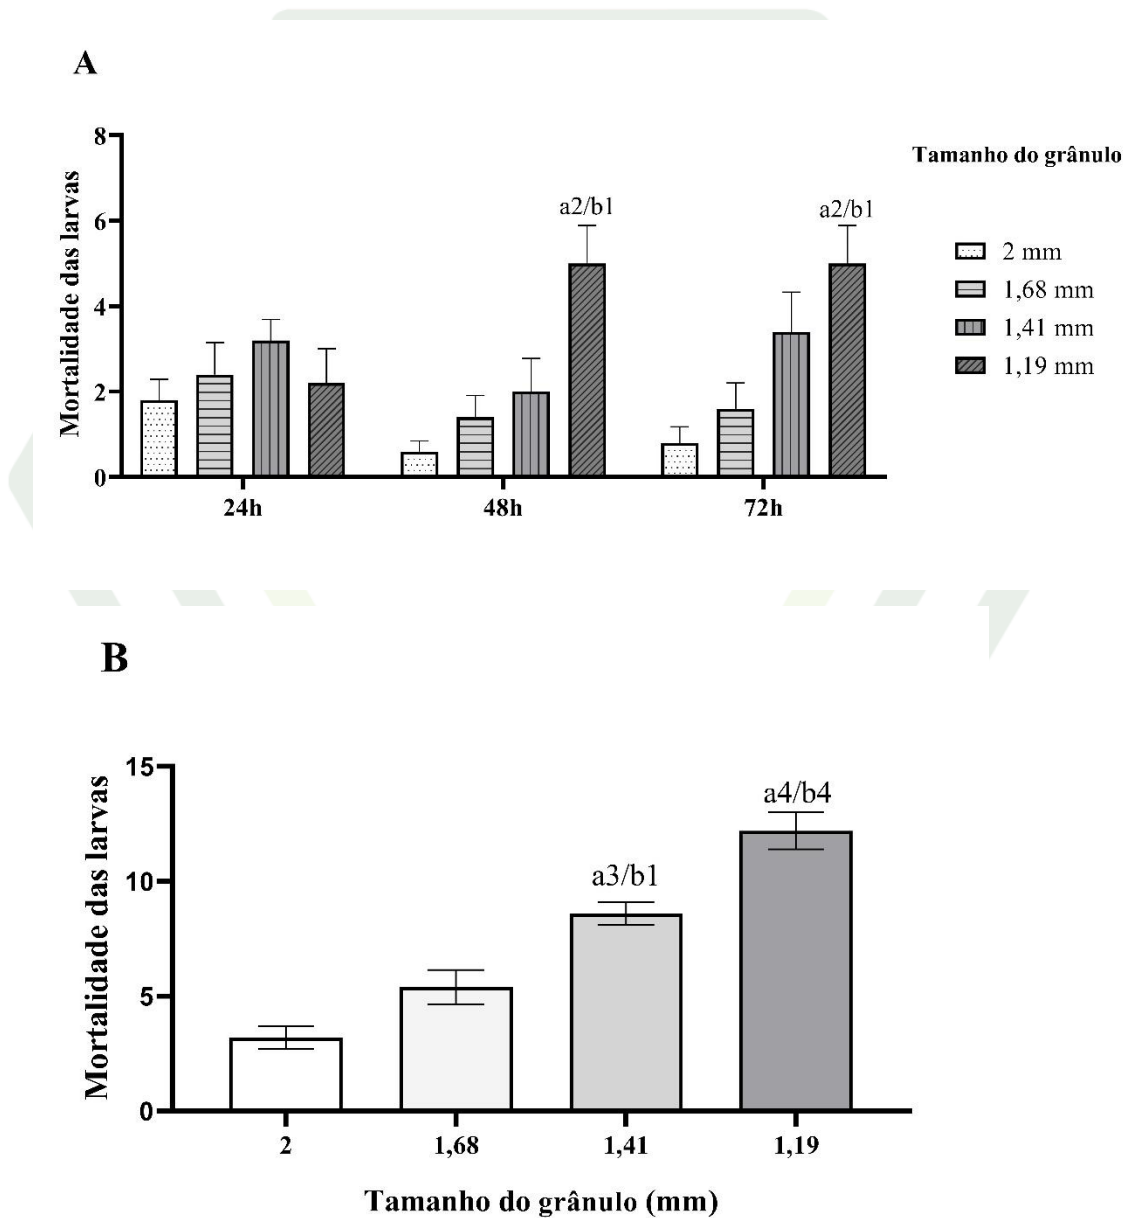 A
Mortalidade das larvas
8
6
4
2
0
a2/b1
a2/b1
24h
48h
72h
Tamanho do grânulo
2 mm
1,68 mm
1,41 mm
1,19 mm
B
Mortalidade das larvas
15
10
5
0
a3/b1
a4/b4
2
1,68
1,41
1,19
Tamanho do grânulo (mm)